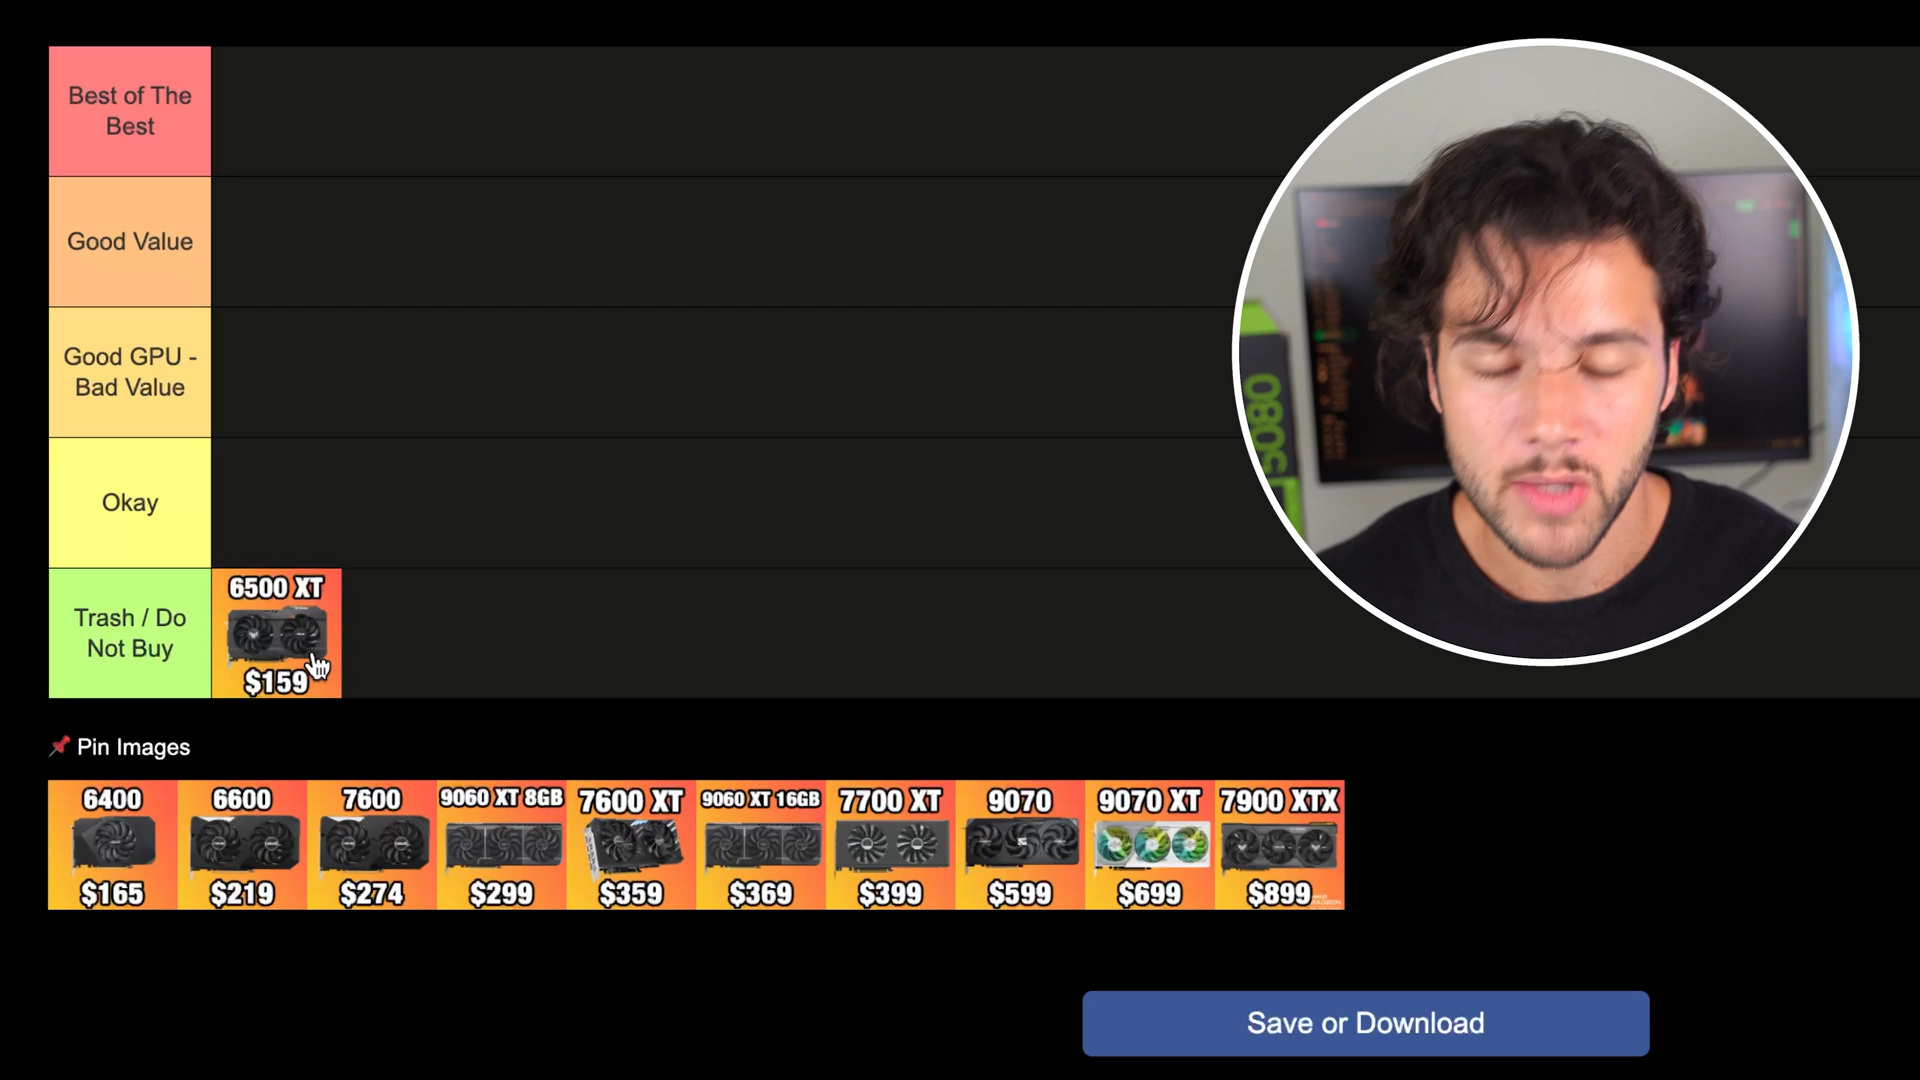 Best of The
Best
Good Value
Good GPU -
Bad Value
Okay
Trash / Do
Not Buy
6500 XT
$159
5080
📌 Pin Images
6400
$165
6600
$219
7600
$274
9060 XT 8GB
$299
7600 XT
$359
9060 XT 16GB
$369
7700 XT
$399
9070
$599
9070 XT
$699
7900 XTX
$899
Save or Download